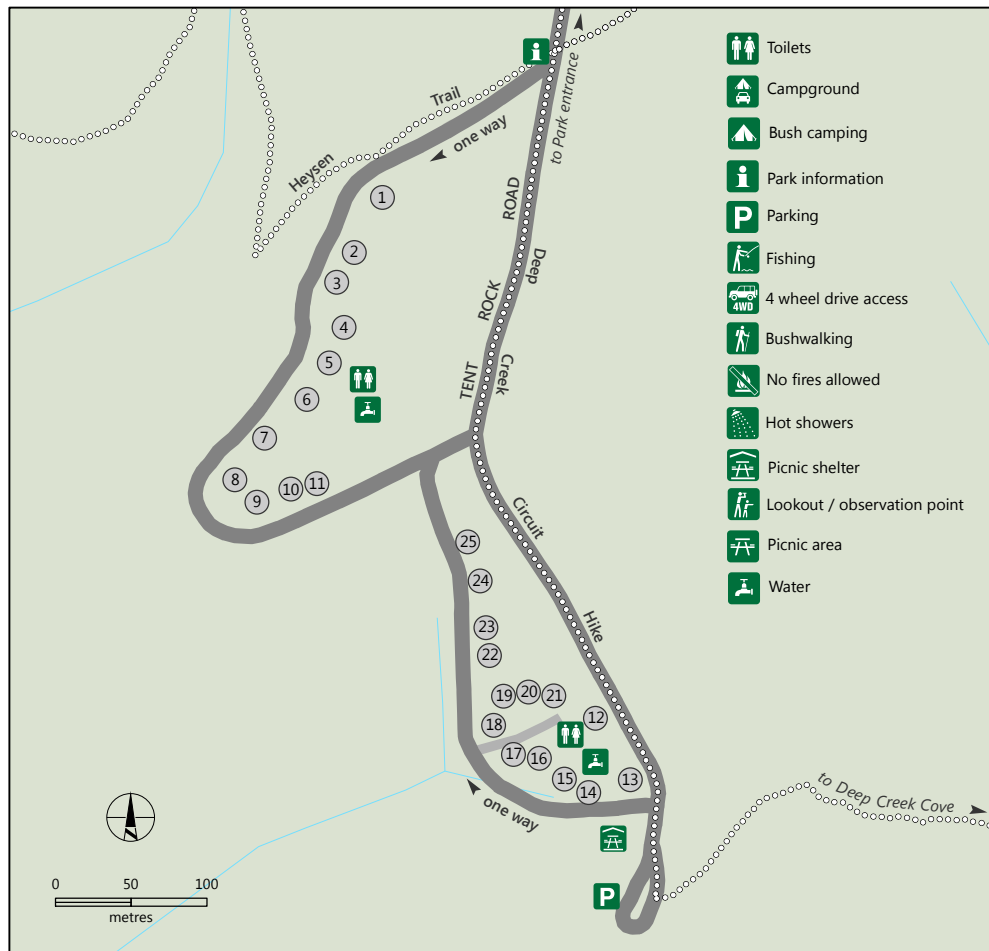 to Park entrance
Heysen Trail
one way
TENT ROCK ROAD
Deep Creek Circuit Hike
1
2
3
4
5
6
7
8
9
10
11
25
24
23
22
21
20
19
18
12
17
16
15
14
13
one way
to Deep Creek Cove
i
P
N
0 50 100
metres
Toilets
Campground
Bush camping
i Park information
P Parking
Fishing
4WD 4 wheel drive access
Bushwalking
No fires allowed
Hot showers
Picnic shelter
Lookout / observation point
Picnic area
Water